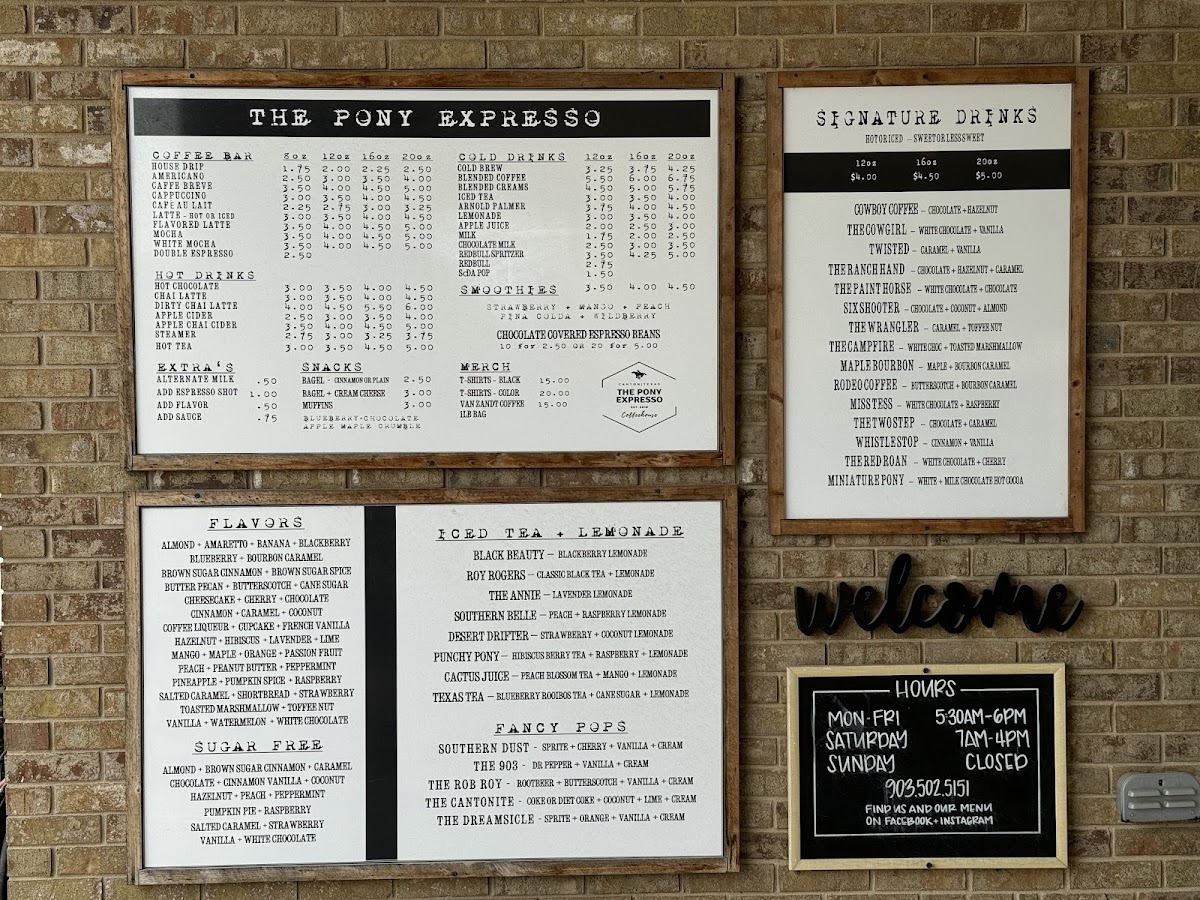 THE PONY EXPRESSO
COFFEE BAR 8oz 12oz 16oz 20oz
HOUSE DRIP 1.75 2.00 2.25 2.50
AMERICANO 2.50 3.00 3.50 4.00
CAFFE BREVE 3.50 4.00 4.50 5.00
CAPPUCCINO 3.00 3.50 4.00 4.50
CAFE AU LAIT 2.25 2.75 3.00 3.25
LATTE - HOT OR ICED 3.00 3.50 4.00 4.50
FLAVORED LATTE 3.50 4.00 4.50 5.00
MOCHA 3.50 4.00 4.50 5.00
WHITE MOCHA 3.50 4.00 4.50 5.00
DOUBLE ESPRESSO 2.50
HOT DRINKS
HOT CHOCOLATE 3.00 3.50 4.00 4.50
CHAI LATTE 3.00 3.50 4.00 4.50
DIRTY CHAI LATTE 4.00 4.50 5.50 6.00
APPLE CIDER 2.50 3.00 3.50 4.00
APPLE CHAI CIDER 3.50 4.00 4.50 5.00
STEAMER 2.75 3.00 3.25 3.75
HOT TEA 3.00 3.50 4.50 5.00
EXTRA'S
ALTERNATE MILK .50
ADD ESPRESSO SHOT 1.00
ADD FLAVOR .50
ADD SAUCE .75
SNACKS
BAGEL - CINNAMON OR PLAIN 2.50
BAGEL + CREAM CHEESE 3.00
MUFFINS 3.00
BLUEBERRY-CHOCOLATE
APPLE MAPLE CRUMBLE
COLD DRINKS 12oz 16oz 20oz
COLD BREW 3.25 3.75 4.25
BLENDED COFFEE 5.50 6.00 6.75
BLENDED CREAMS 4.50 5.00 5.75
ICED TEA 3.00 3.50 4.00
ARNOLD PALMER 3.75 4.00 4.50
LEMONADE 3.00 3.50 4.00
APPLE JUICE 2.00 2.50 3.00
MILK 1.75 2.00 2.50
CHOCOLATE MILK 2.50 3.00 3.50
REDBULL SPRITZER 3.50 4.25 5.00
REDBULL 2.75
SODA POP 1.50
SMOOTHIES 3.50 4.00 4.50
STRAWBERRY + MANGO + PEACH
PINA COLDA + WILDBERRY
CHOCOLATE COVERED ESPRESSO BEANS
10 for 2.50 OR 20 for 5.00
MERCH
T-SHIRTS - BLACK 15.00
T-SHIRTS - COLOR 20.00
VAN ZANDT COFFEE 15.00
1LB BAG
CANTON TEXAS
THE PONY
EXPRESSO
Coffeehouse
SIGNATURE DRINKS
HOT OR ICED - SWEET OR LESS SWEET
12oz 16oz 20oz
$4.00 $4.50 $5.00
COWBOY COFFEE - CHOCOLATE + HAZELNUT
THE COWGIRL - WHITE CHOCOLATE + VANILLA
TWISTED - CARAMEL + VANILLA
THE RANCH HAND - CHOCOLATE + HAZELNUT + CARAMEL
THE PAINT HORSE - WHITE CHOCOLATE + CHOCOLATE
SIX SHOOTER - CHOCOLATE + COCONUT + ALMOND
THE WRANGLER - CARAMEL + TOFFEE NUT
THE CAMPFIRE - WHITE CHOC + TOASTED MARSHMALLOW
MAPLE BOURBON - MAPLE + BOURBON CARAMEL
RODEO COFFEE - BUTTERSCOTCH + BOURBON CARAMEL
MISS TESS - WHITE CHOCOLATE + RASPBERRY
THE TWO STEP - CHOCOLATE + CARAMEL
WHISTLE STOP - CINNAMON + VANILLA
THE RED ROAN - WHITE CHOCOLATE + CHERRY
MINIATURE PONY - WHITE + MILK CHOCOLATE HOT COCOA
FLAVORS
ALMOND + AMARETTO + BANANA + BLACKBERRY
BLUEBERRY + BOURBON CARAMEL
BROWN SUGAR CINNAMON + BROWN SUGAR SPICE
BUTTER PECAN + BUTTERSCOTCH + CANE SUGAR
CHEESECAKE + CHERRY + CHOCOLATE
CINNAMON + CARAMEL + COCONUT
COFFEE LIQUEUR + CUPCAKE + FRENCH VANILLA
HAZELNUT + HIBISCUS + LAVENDER + LIME
MANGO + MAPLE + ORANGE + PASSION FRUIT
PEACH + PEANUT BUTTER + PEPPERMINT
PINEAPPLE + PUMPKIN SPICE + RASPBERRY
SALTED CARAMEL + SHORTBREAD + STRAWBERRY
TOASTED MARSHMALLOW + TOFFEE NUT
VANILLA + WATERMELON + WHITE CHOCOLATE
SUGAR FREE
ALMOND + BROWN SUGAR CINNAMON + CARAMEL
CHOCOLATE + CINNAMON VANILLA + COCONUT
HAZELNUT + PEACH + PEPPERMINT
PUMPKIN PIE + RASPBERRY
SALTED CARAMEL + STRAWBERRY
VANILLA + WHITE CHOCOLATE
ICED TEA + LEMONADE
BLACK BEAUTY - BLACKBERRY LEMONADE
ROY ROGERS - CLASSIC BLACK TEA + LEMONADE
THE ANNIE - LAVENDER LEMONADE
SOUTHERN BELLE - PEACH + RASPBERRY LEMONADE
DESERT DRIFTER - STRAWBERRY + COCONUT LEMONADE
PUNCHY PONY - HIBISCUS BERRY TEA + RASPBERRY + LEMONADE
CACTUS JUICE - PEACH BLOSSOM TEA + MANGO + LEMONADE
TEXAS TEA - BLUEBERRY ROOIBOS TEA + CANE SUGAR + LEMONADE
FANCY POPS
SOUTHERN DUST - SPRITE + CHERRY + VANILLA + CREAM
THE 903 - DR PEPPER + VANILLA + CREAM
THE ROB ROY - ROOTBEER + BUTTERSCOTCH + VANILLA + CREAM
THE CANTONITE - COKE OR DIET COKE + COCONUT + LIME + CREAM
THE DREAMSICLE - SPRITE + ORANGE + VANILLA + CREAM
welcome
HOURS
MON-FRI 5:30AM-6PM
SATURDAY 7AM-4PM
SUNDAY CLOSED
903.502.5151
FIND US AND OUR MENU
ON FACEBOOK + INSTAGRAM